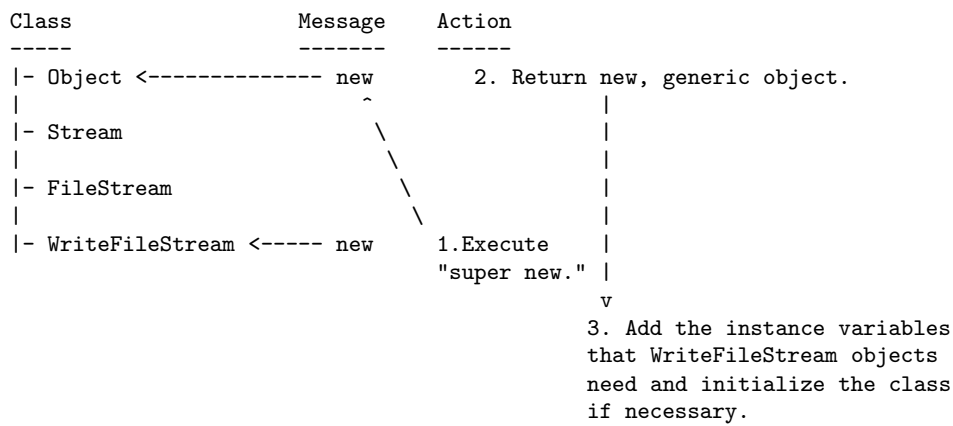 Class                    Message    Action
-----                    -------    ------
|- Object <-------------- new        2. Return new, generic object.
|                          ^                     |
|- Stream                   \                    |
|                            \                   |
|- FileStream                 \                  |
|                              \                 |
|- WriteFileStream <----- new     1.Execute      |
                                  "super new."   |
                                                 v
                                                3. Add the instance variables
                                                that WriteFileStream objects
                                                need and initialize the class
                                                if necessary.